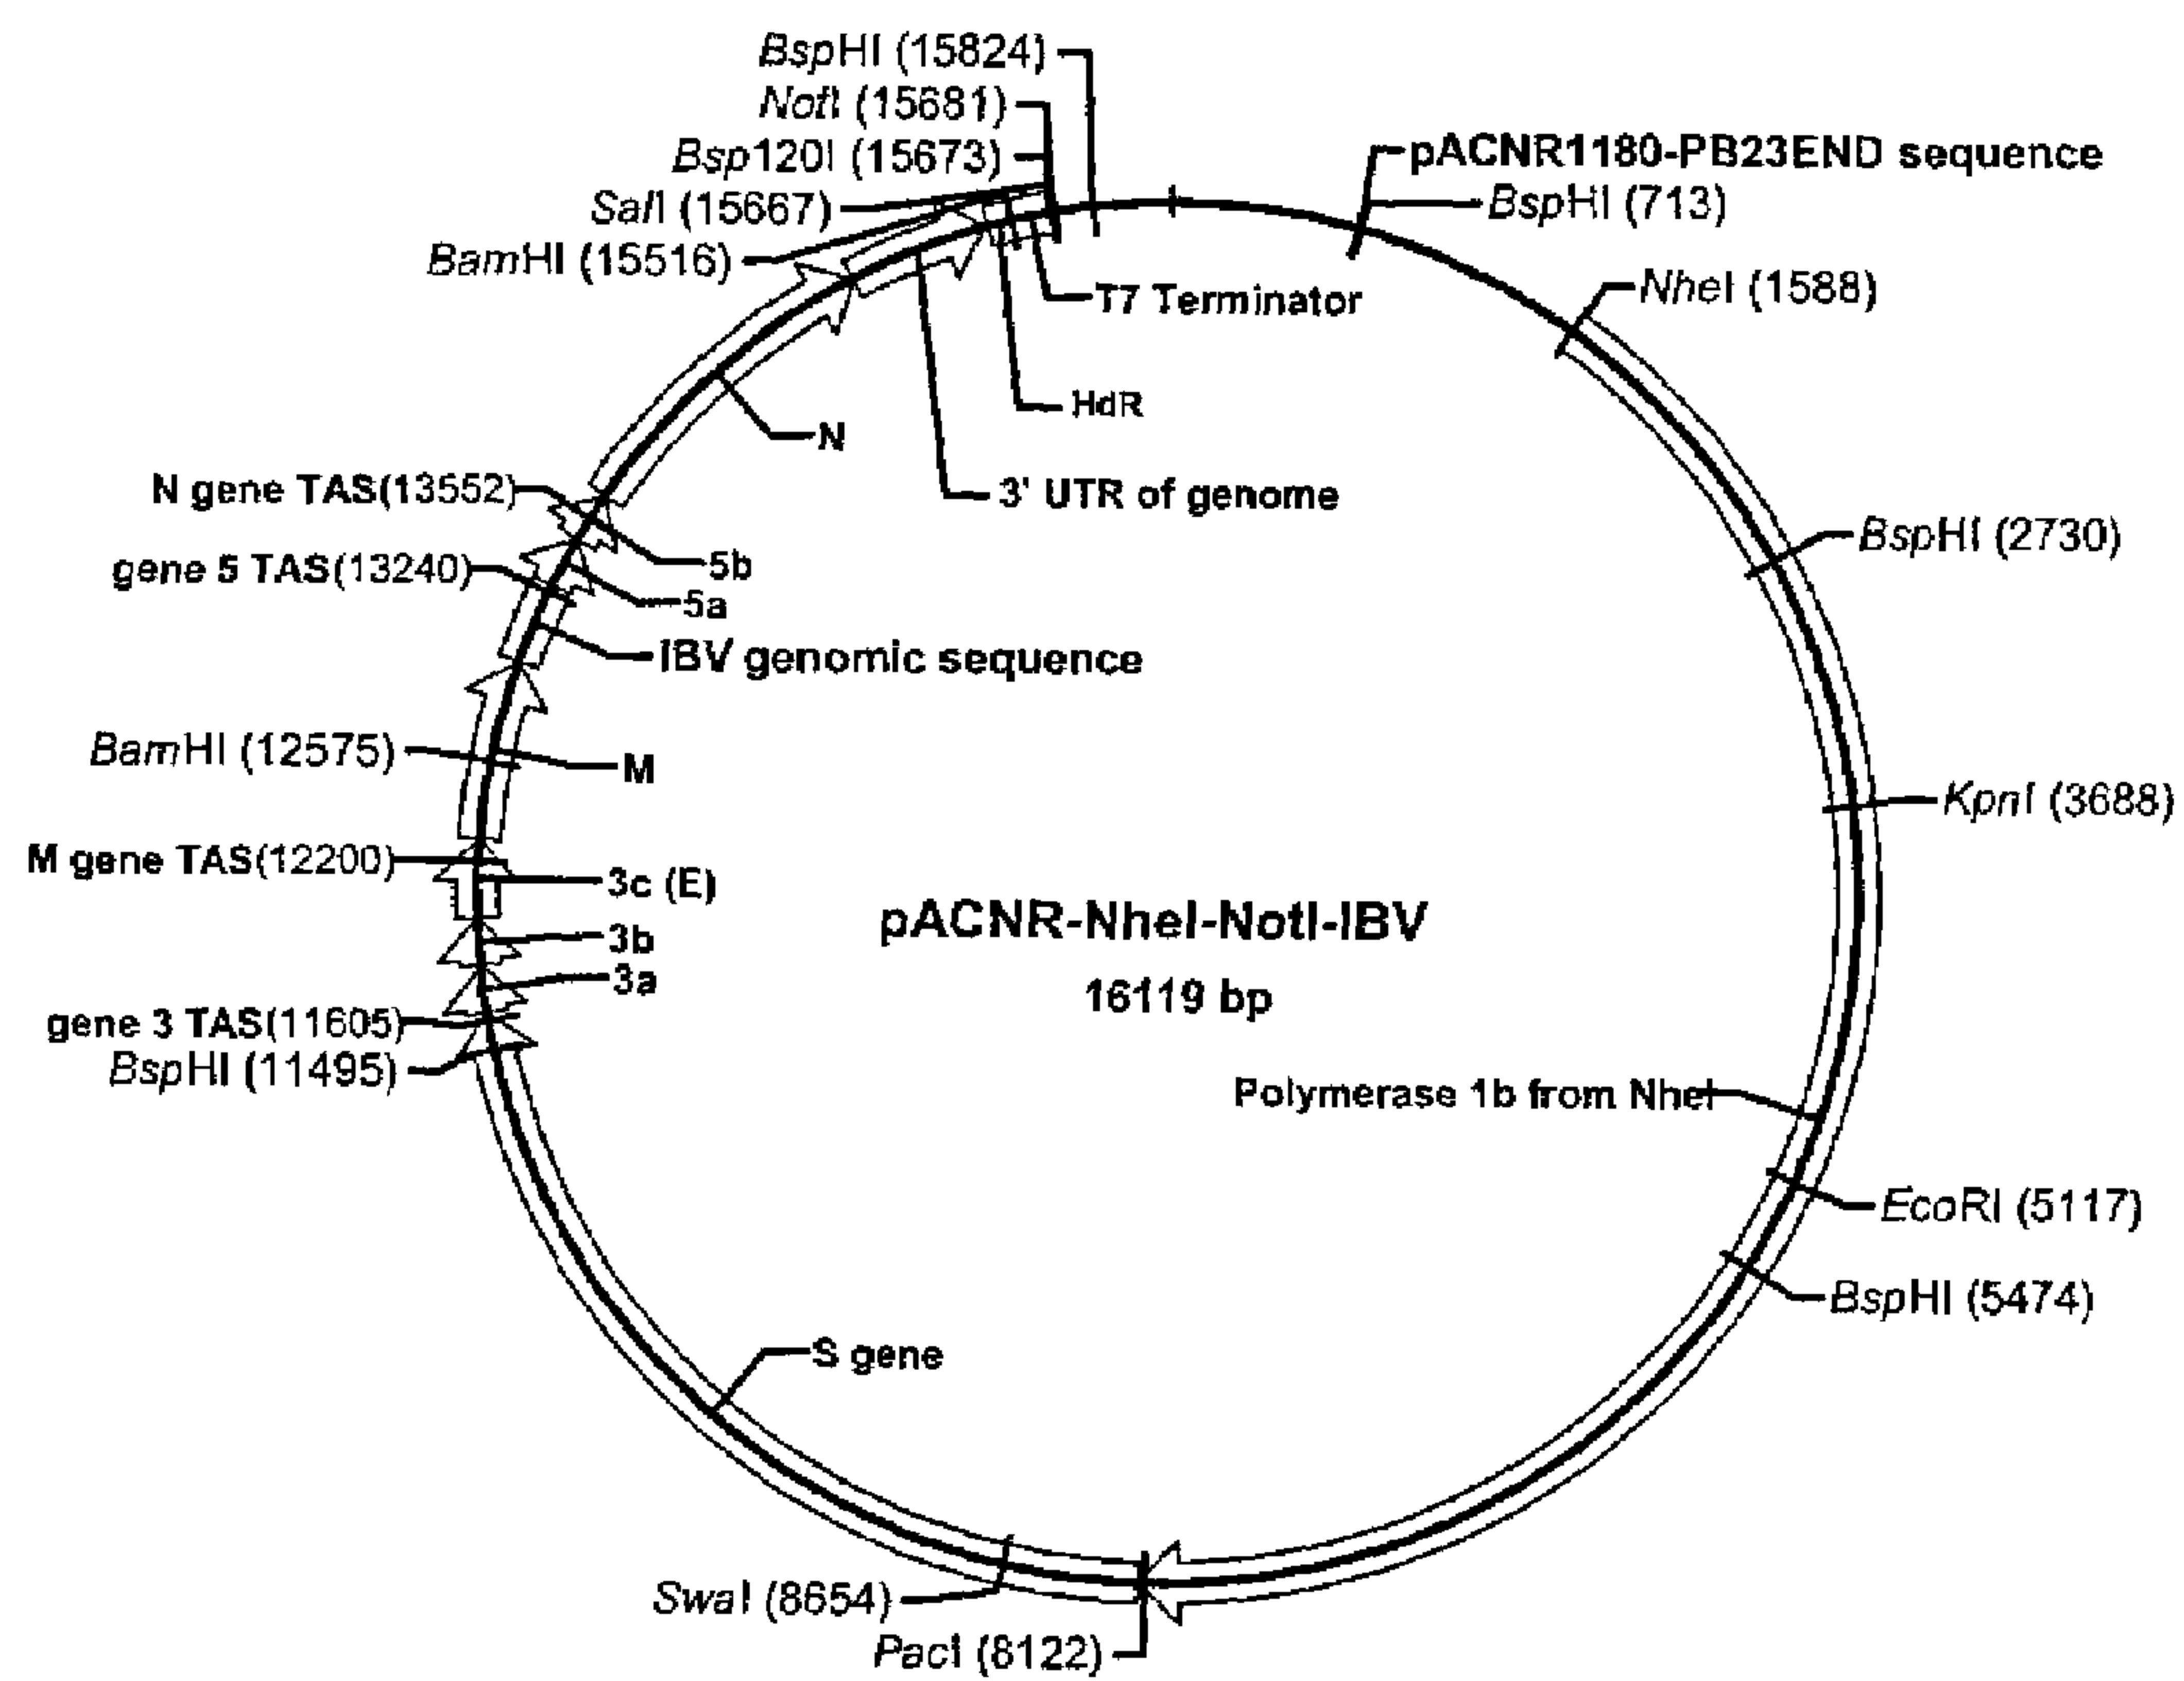 BspHI (15824)
NotI (15681)
Bsp120I (15673)
SalI (15667)
BamHI (15516)
pACNR1180-PB23END sequence
BspHI (713)
NheI (1588)
T7 Terminator
HdR
N
3' UTR of genome
N gene TAS(13552)
gene 5 TAS(13240)
5b
5a
IBV genomic sequence
BspHI (2730)
BamHI (12575)
M
KpnI (3688)
M gene TAS(12200)
3c (E)
3b
3a
pACNR-NheI-NotI-IBV
16119 bp
gene 3 TAS(11605)
BspHI (11495)
Polymerase 1b from NheI
EcoRI (5117)
BspHI (5474)
S gene
SwaI (8654)
PacI (8122)